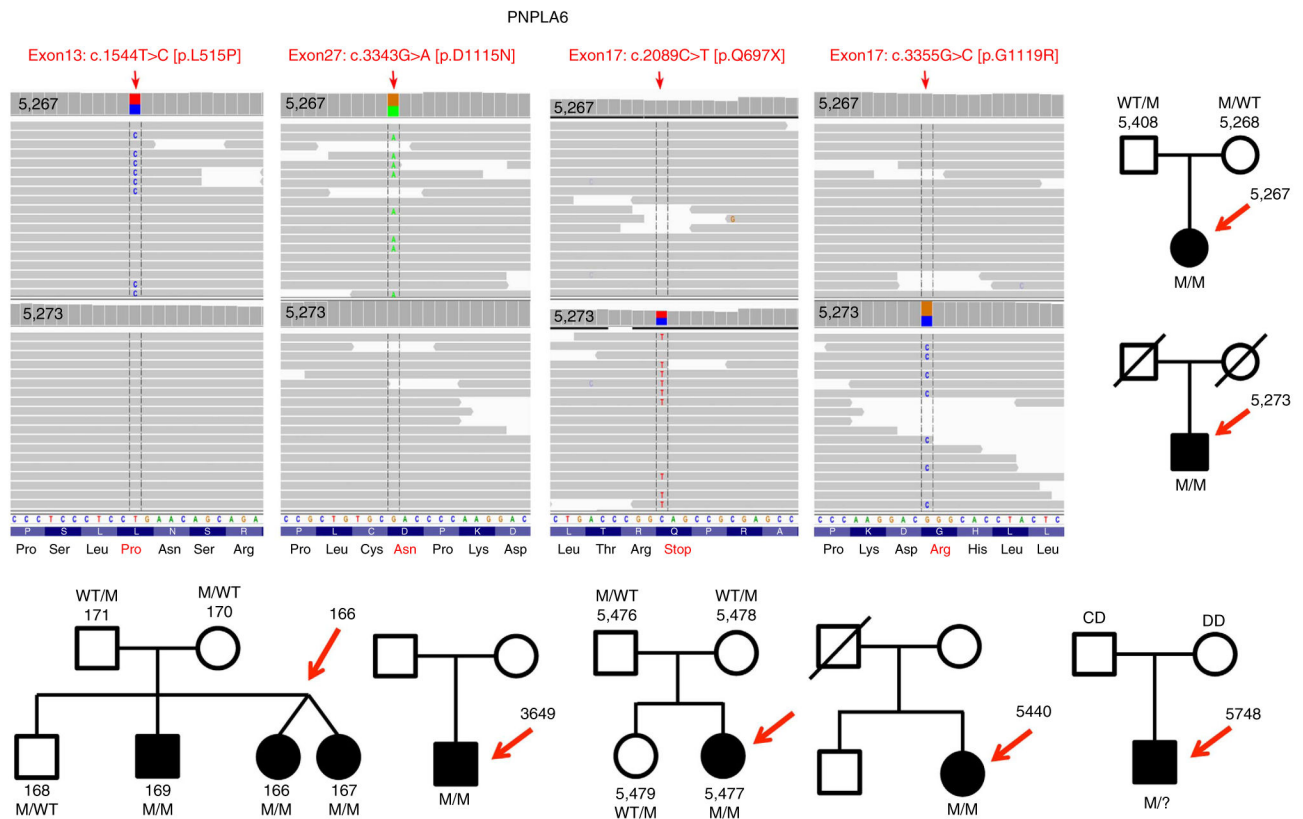 PNPLA6
Exon13: c.1544T>C [p.L515P]
Exon27: c.3343G>A [p.D1115N]
Exon17: c.2089C>T [p.Q697X]
Exon17: c.3355G>C [p.G1119R]
5,267
5,267
5,267
5,267
C
C
C
C
C
C
C
C
A
A
A
A
A
A
A
A
G
5,273
5,273
5,273
5,273
T
T
T
T
T
T
T
T
T
C
C
C
C
C
C
C
C
C C C T C C C T C C T G A A C A G C A G A
C C G C T G T G C G A C C C C A A G G A C
C T G A C C C G G C A G C C G C G A G C C
C C C A A G G A C G G G C A C C T A C T C
P S L L N S R
P L C D P K D
L T R Q P R A
P K D G H L L
Pro Ser Leu Pro Asn Ser Arg
Pro Leu Cys Asn Pro Lys Asp
Leu Thr Arg Stop
Pro Lys Asp Arg His Leu Leu
WT/M
5,408
M/WT
5,268
5,267
M/M
5,273
M/M
WT/M
171
M/WT
170
166
168
M/WT
169
M/M
166
M/M
167
M/M
3649
M/M
M/WT
5,476
WT/M
5,478
5,479
WT/M
5,477
M/M
5440
M/M
CD
DD
5748
M/?